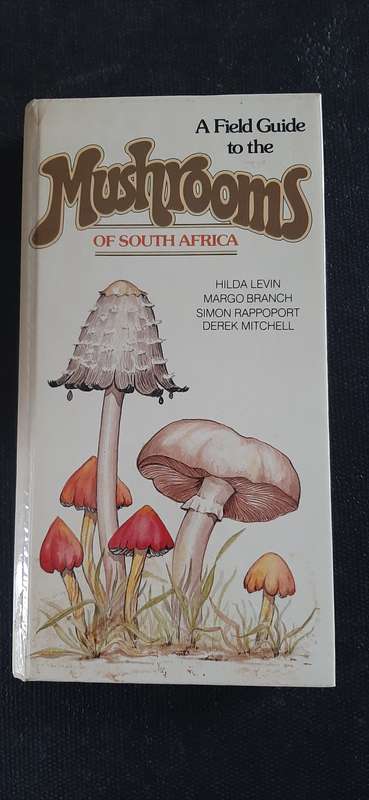 A Field Guide
to the
Mushrooms
OF SOUTH AFRICA
HILDA LEVIN
MARGO BRANCH
SIMON RAPPOPORT
DEREK MITCHELL